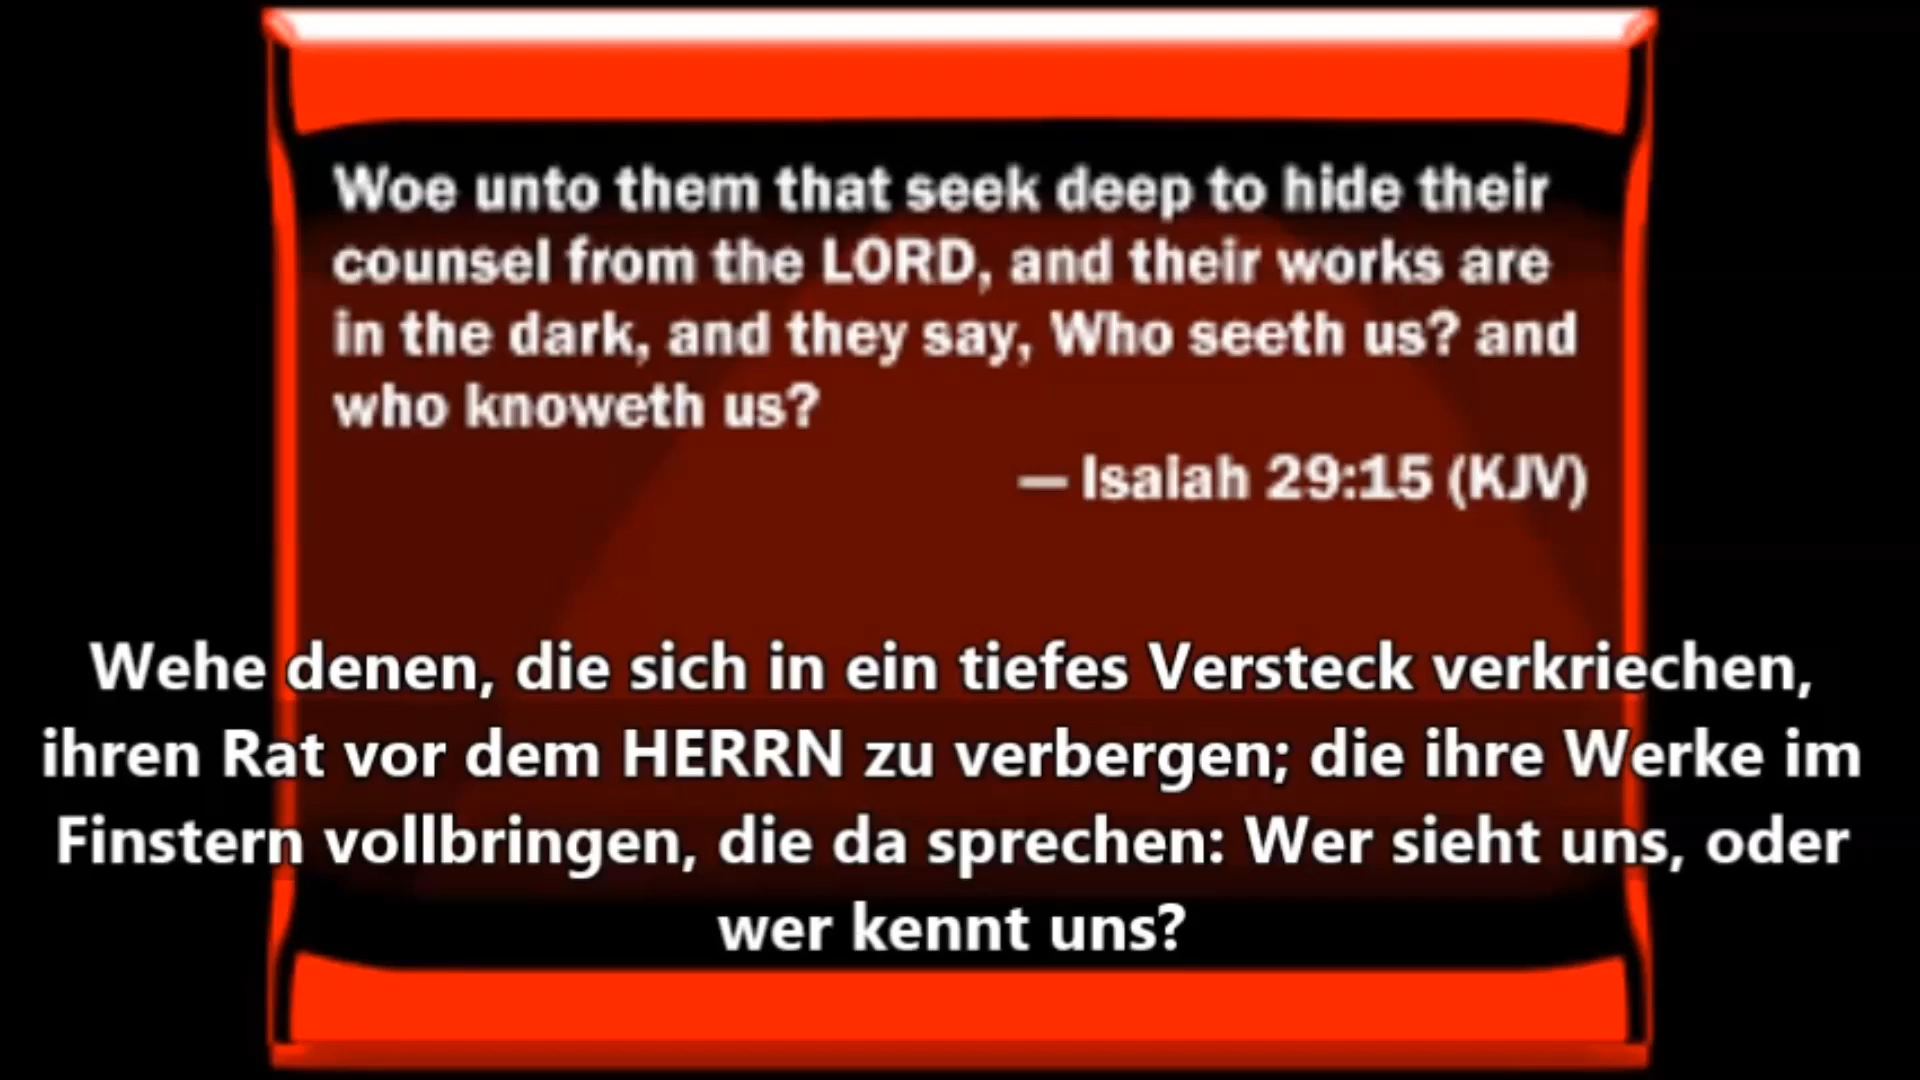 Woe unto them that seek deep to hide their
counsel from the LORD, and their works are
in the dark, and they say, Who seeth us? and
who knoweth us?
— Isaiah 29:15 (KJV)
Wehe denen, die sich in ein tiefes Versteck verkriechen,
ihren Rat vor dem HERRN zu verbergen; die ihre Werke im
Finstern vollbringen, die da sprechen: Wer sieht uns, oder
wer kennt uns?